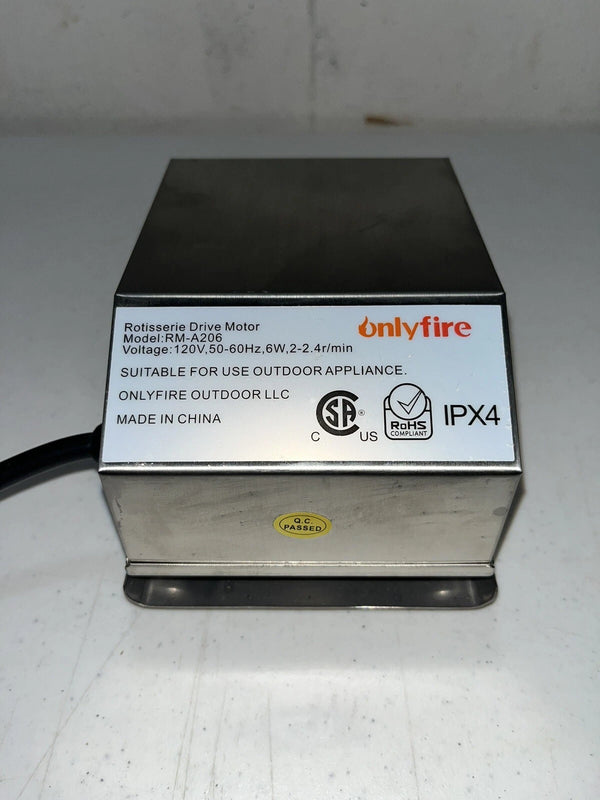 Rotisserie Drive Motor
Model:RM-A206
Voltage:120V,50-60Hz,6W,2-2.4r/min
onlyfire
SUITABLE FOR USE OUTDOOR APPLIANCE.
ONLYFIRE OUTDOOR LLC
MADE IN CHINA
CSA®
C US
RoHS
COMPLIANT
IPX4
Q.C.
PASSED